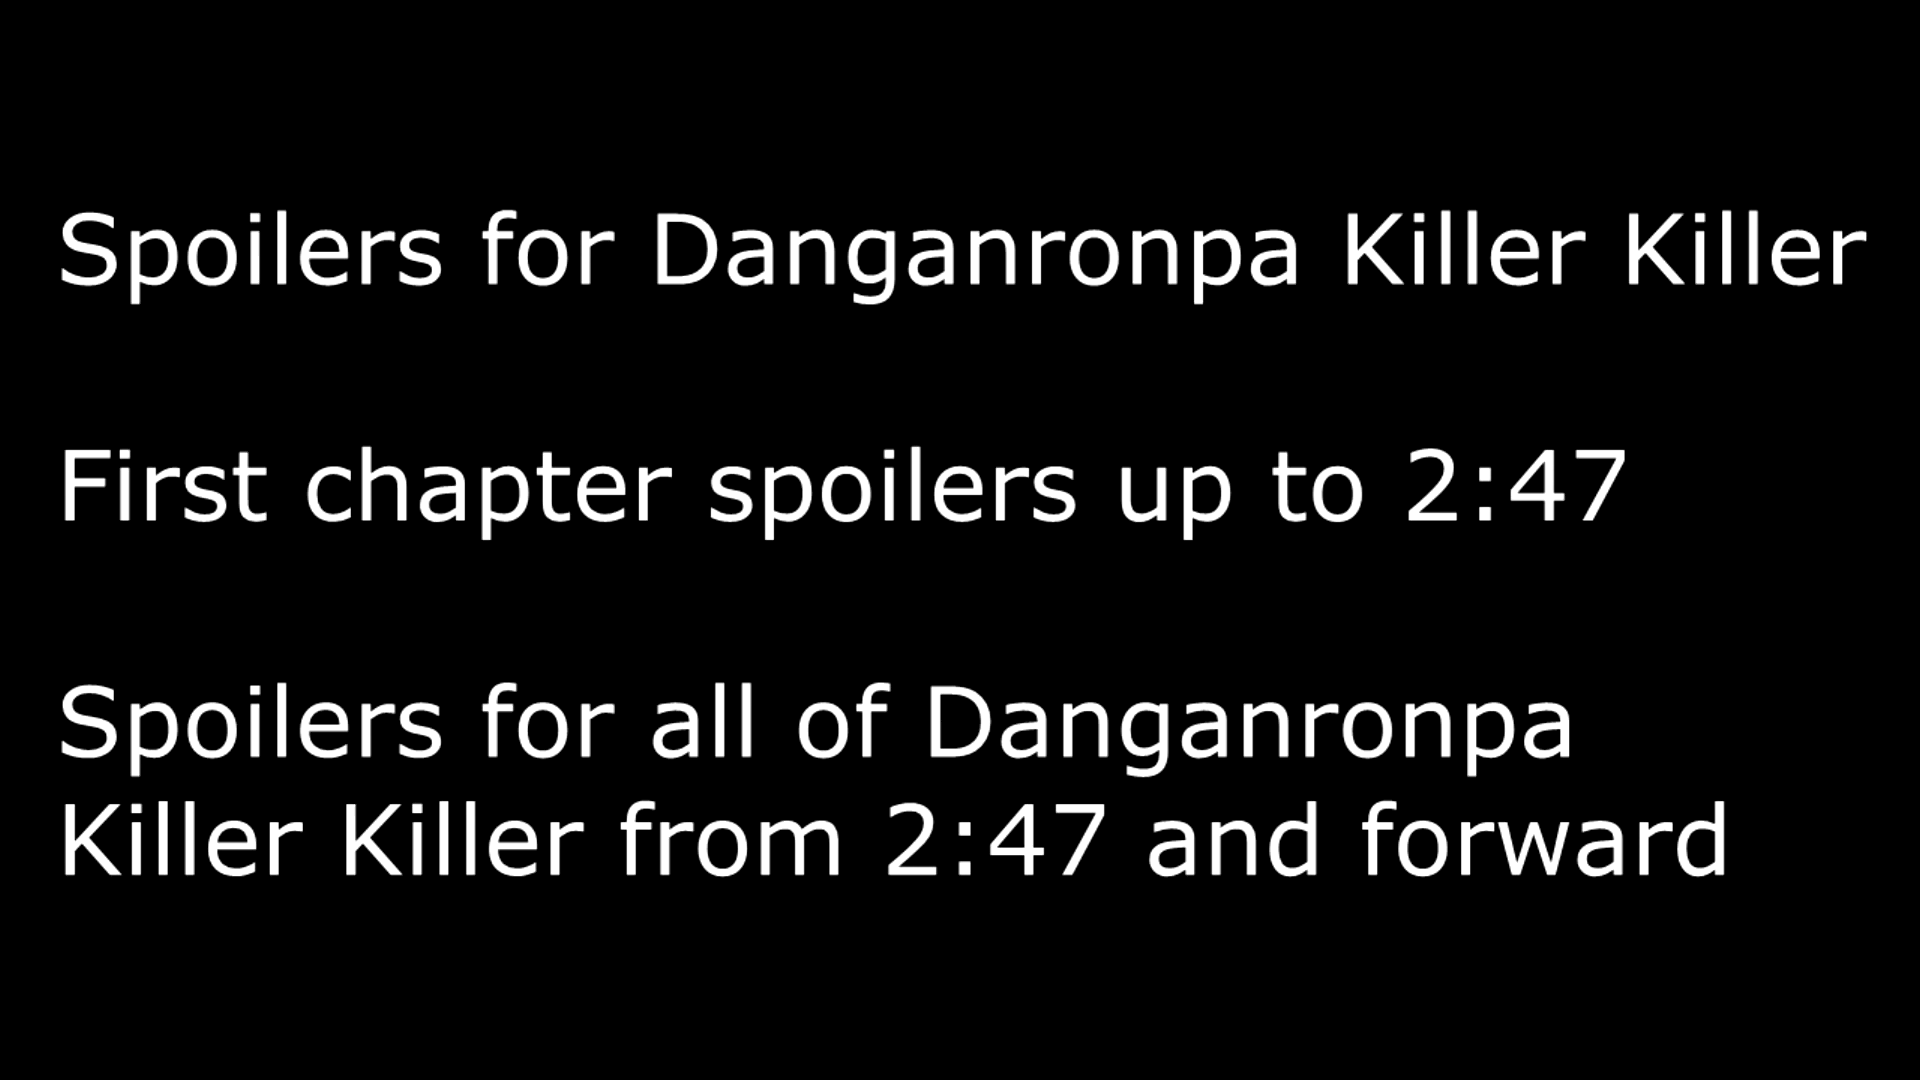 Spoilers for Danganronpa Killer Killer
First chapter spoilers up to 2:47
Spoilers for all of Danganronpa
Killer Killer from 2:47 and forward